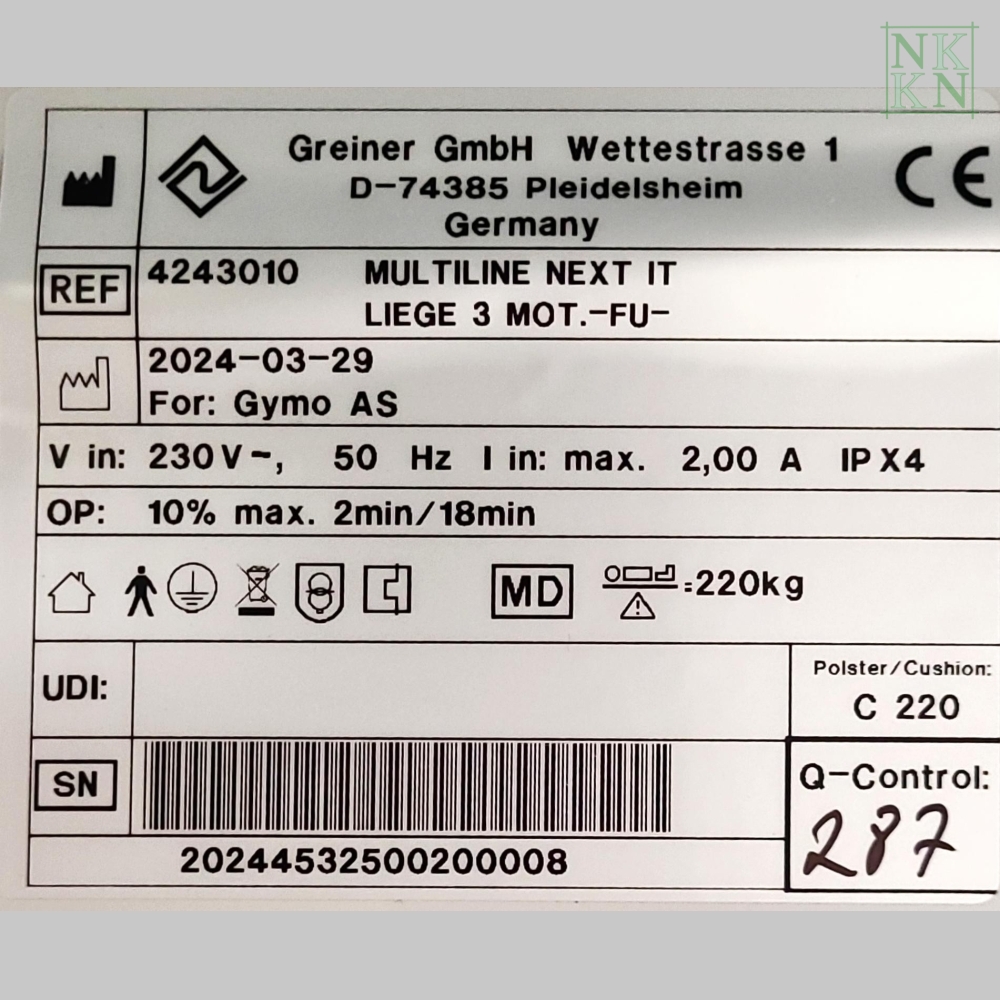 NK
KN
Greiner GmbH Wettestrasse 1
D-74385 Pleidelsheim
Germany
CE
REF
4243010 MULTILINE NEXT IT
LIEGE 3 MOT.-FU-
2024-03-29
For: Gymo AS
V in: 230V~, 50 Hz I in: max. 2,00 A IPX4
OP: 10% max. 2min/18min
MD
=220kg
UDI:
Polster/Cushion:
C 220
SN
Q-Control:
287
20244532500200008